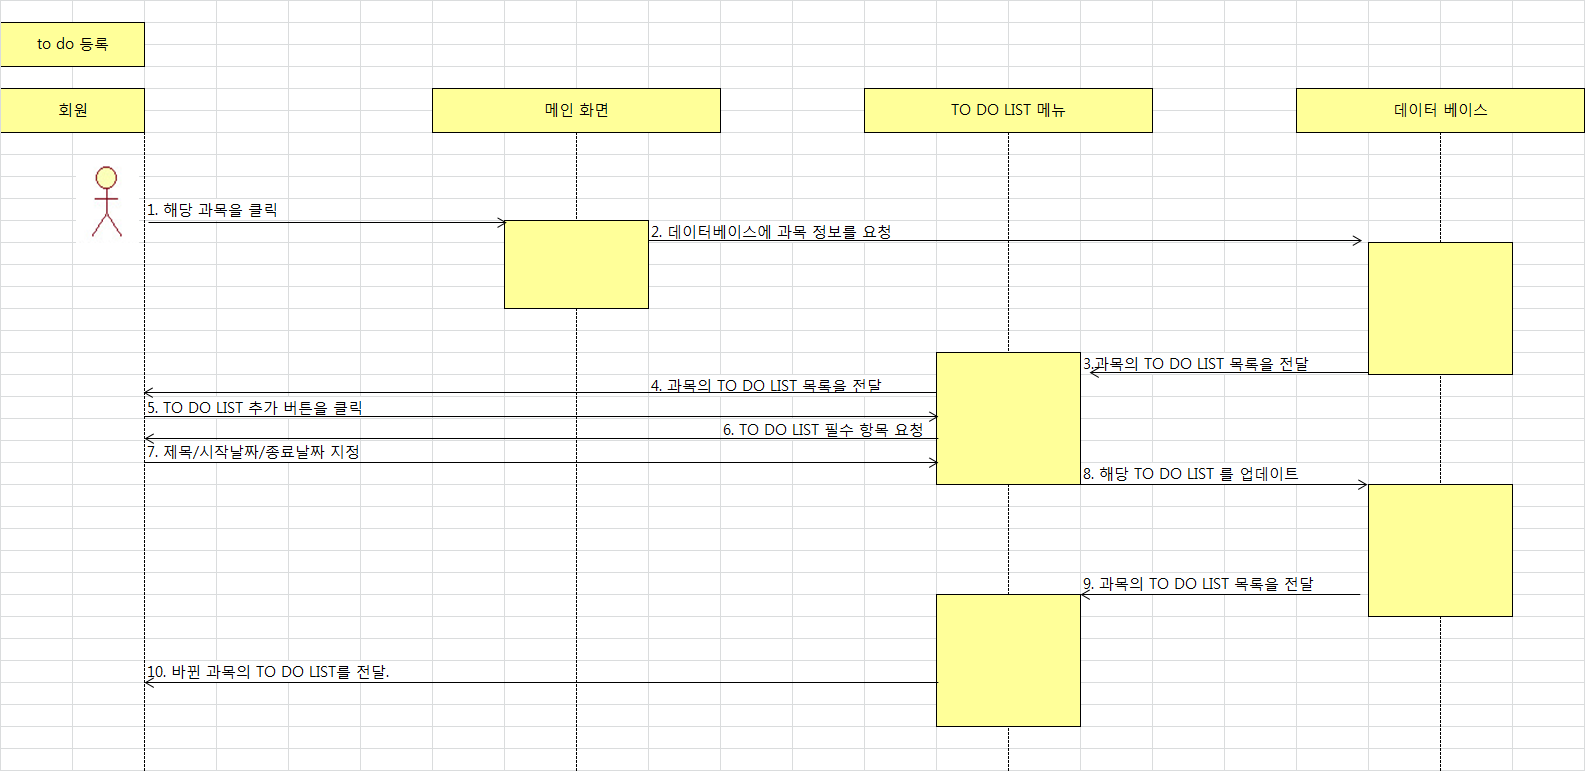 to do 등록
회원
메인 화면
TO DO LIST 메뉴
데이터 베이스
1. 해당 과목을 클릭
2. 데이터베이스에 과목 정보를 요청
3.과목의 TO DO LIST 목록을 전달
4. 과목의 TO DO LIST 목록을 전달
5. TO DO LIST 추가 버튼을 클릭
6. TO DO LIST 필수 항목 요청
7. 제목/시작날짜/종료날짜 지정
8. 해당 TO DO LIST 를 업데이트
9. 과목의 TO DO LIST 목록을 전달
10. 바뀐 과목의 TO DO LIST를 전달.